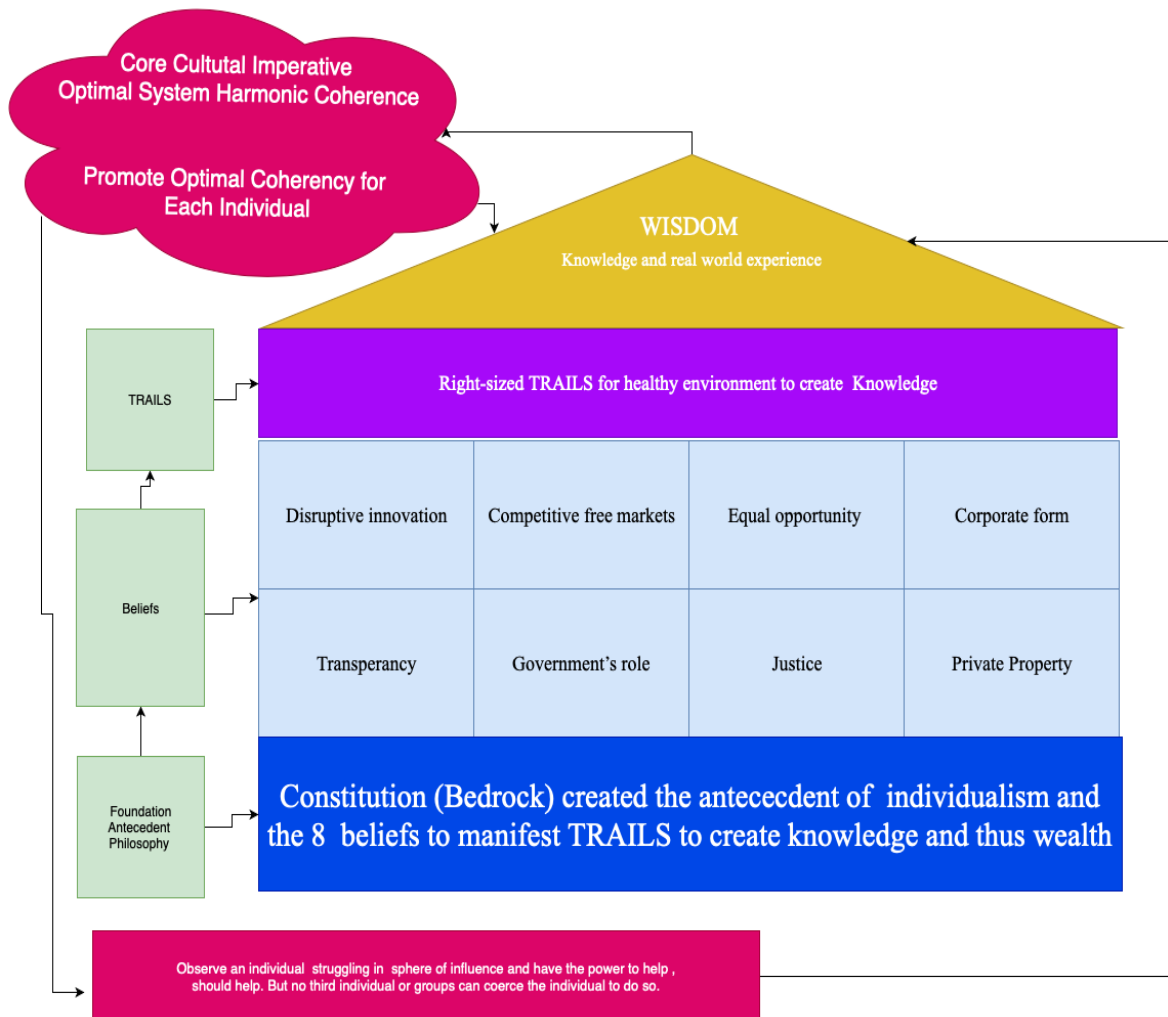 Core Cultutal Imperative
Optimal System Harmonic Coherence
Promote Optimal Coherency for
Each Individual
WISDOM
Knowledge and real world experience
TRAILS
Right-sized TRAILS for healthy environment to create Knowledge
Beliefs
Disruptive innovation
Competitive free markets
Equal opportunity
Corporate form
Transperancy
Government’s role
Justice
Private Property
Foundation
Antecedent
Philosophy
Constitution (Bedrock) created the antececdent of individualism and
the 8 beliefs to manifest TRAILS to create knowledge and thus wealth
Observe an individual struggling in sphere of influence and have the power to help ,
should help. But no third individual or groups can coerce the individual to do so.